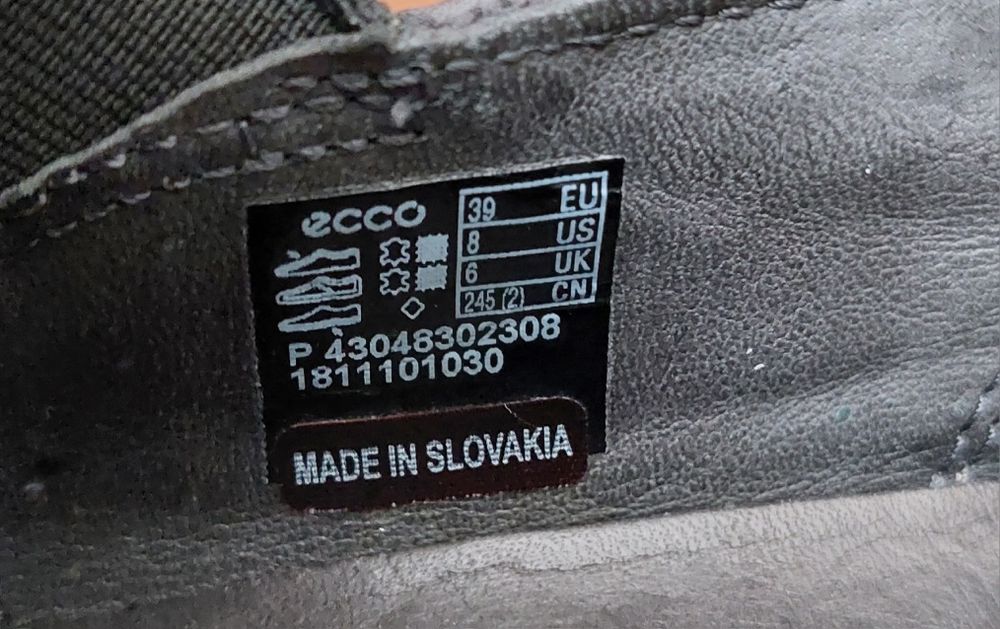 ecco
39 EU
8 US
6 UK
245 (2) CN
P 43048302308
1811101030
MADE IN SLOVAKIA